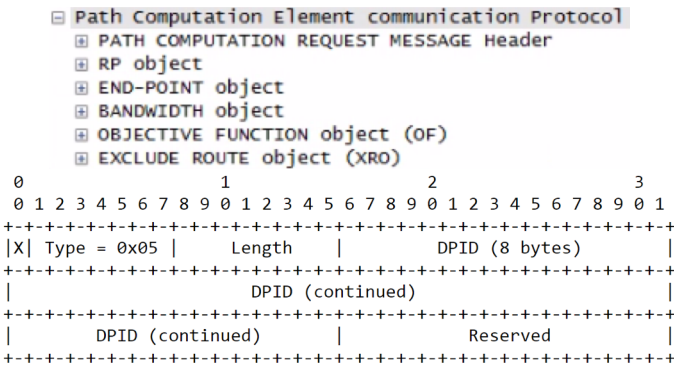 Path Computation Element communication Protocol
PATH COMPUTATION REQUEST MESSAGE Header
RP object
END-POINT object
BANDWIDTH object
OBJECTIVE FUNCTION object (OF)
EXCLUDE ROUTE object (XRO)
0                   1                   2                   3
0 1 2 3 4 5 6 7 8 9 0 1 2 3 4 5 6 7 8 9 0 1 2 3 4 5 6 7 8 9 0 1
+-+-+-+-+-+-+-+-+-+-+-+-+-+-+-+-+-+-+-+-+-+-+-+-+-+-+-+-+-+-+-+-+
|X| Type = 0x05 |     Length    |         DPID (8 bytes)        |
+-+-+-+-+-+-+-+-+-+-+-+-+-+-+-+-+-+-+-+-+-+-+-+-+-+-+-+-+-+-+-+-+
|                       DPID (continued)                        |
+-+-+-+-+-+-+-+-+-+-+-+-+-+-+-+-+-+-+-+-+-+-+-+-+-+-+-+-+-+-+-+-+
|        DPID (continued)       |            Reserved           |
+-+-+-+-+-+-+-+-+-+-+-+-+-+-+-+-+-+-+-+-+-+-+-+-+-+-+-+-+-+-+-+-+